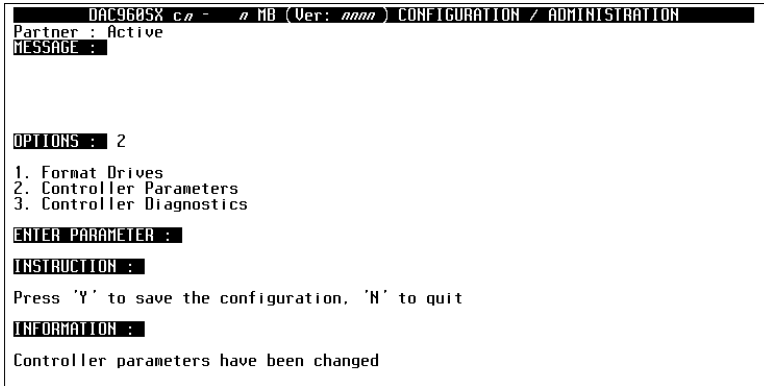 DAC960SX cn - n MB (Ver: nnnn) CONFIGURATION / ADMINISTRATION
Partner : Active
MESSAGE :
OPTIONS : 2
1. Format Drives
2. Controller Parameters
3. Controller Diagnostics
ENTER PARAMETER :
INSTRUCTION :
Press 'Y' to save the configuration, 'N' to quit
INFORMATION :
Controller parameters have been changed